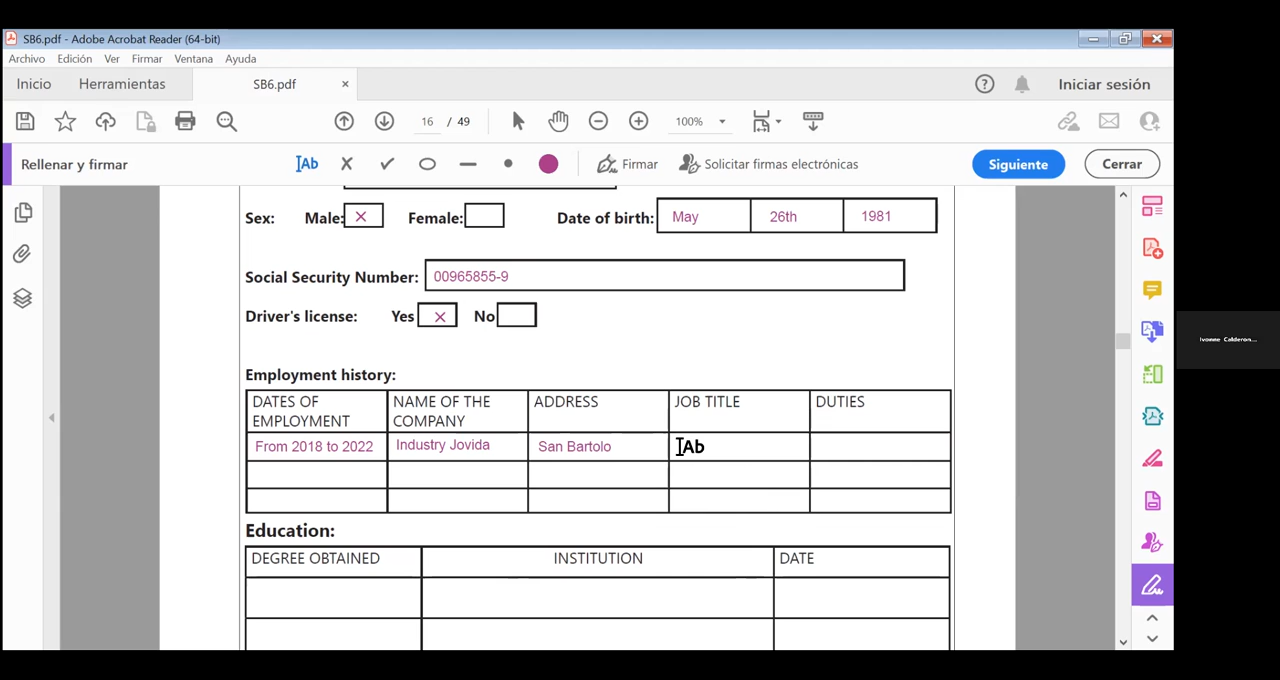 SB6.pdf - Adobe Acrobat Reader (64-bit)
Archivo Edición Ver Firmar Ventana Ayuda
Inicio Herramientas SB6.pdf × Iniciar sesión
16 / 49 100%
Rellenar y firmar Ab Firmar Solicitar firmas electrónicas Siguiente Cerrar
Sex: Male: × Female: Date of birth: May 26th 1981
Social Security Number: 00965855-9
Driver's license: Yes × No
Ivonne Calderon...
Employment history:
DATES OF EMPLOYMENT NAME OF THE COMPANY ADDRESS JOB TITLE DUTIES
From 2018 to 2022 Industry Jovida San Bartolo Ab
Education:
DEGREE OBTAINED INSTITUTION DATE